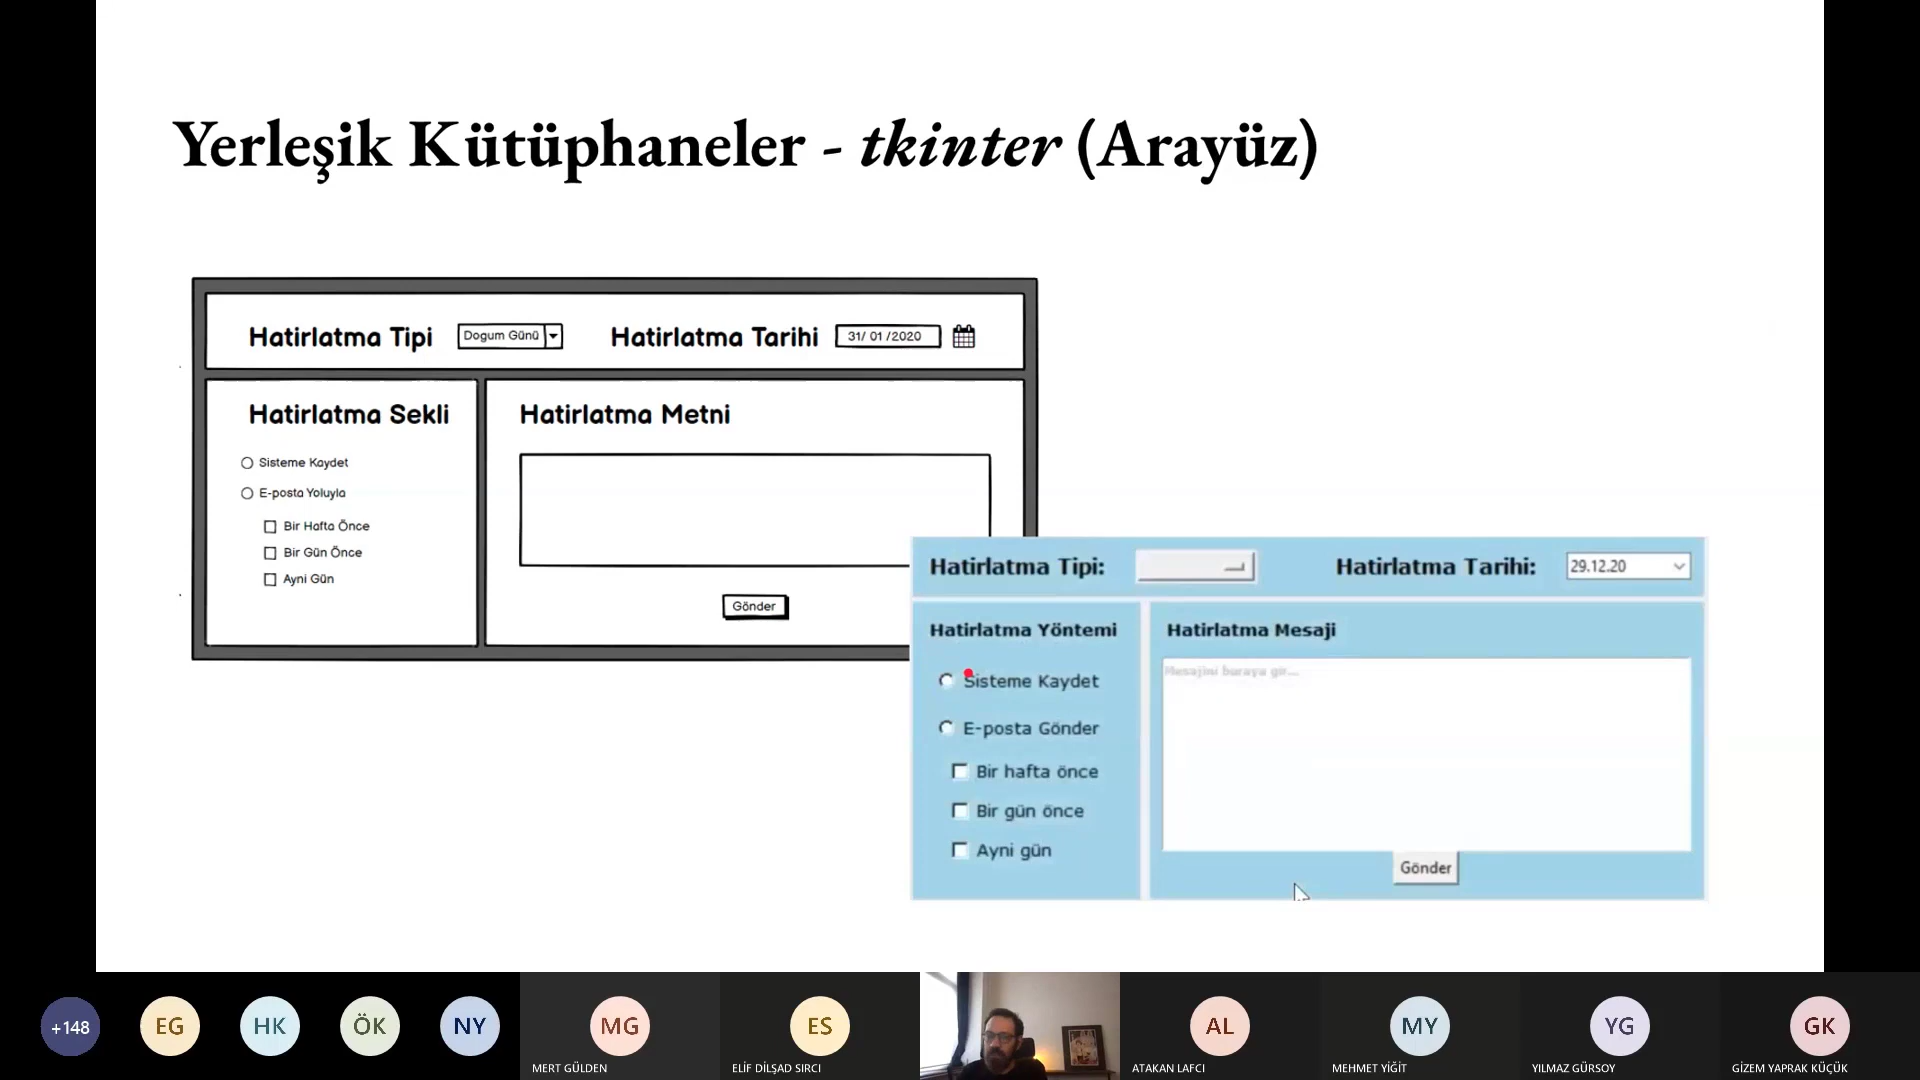 Yerleşik Kütüphaneler - tkinter (Arayüz)
Hatirlatma Tipi
Dogum Günü
Hatirlatma Tarihi
31/ 01 /2020
Hatirlatma Sekli
Sisteme Kaydet
E-posta Yoluyla
Bir Hafta Önce
Bir Gün Önce
Ayni Gün
Hatirlatma Metni
Gönder
Hatirlatma Tipi:
Hatirlatma Tarihi:
29.12.20
Hatirlatma Yöntemi
Sisteme Kaydet
E-posta Gönder
Bir hafta önce
Bir gün önce
Ayni gün
Hatirlatma Mesaji
Mesajini buraya gir...
Gönder
+148
EG
HK
ÖK
NY
MG
MERT GÜLDEN
ES
ELİF DİLŞAD SIRCI
AL
ATAKAN LAFCI
MY
MEHMET YİĞİT
YG
YILMAZ GÜRSOY
GK
GİZEM YAPRAK KÜÇÜK